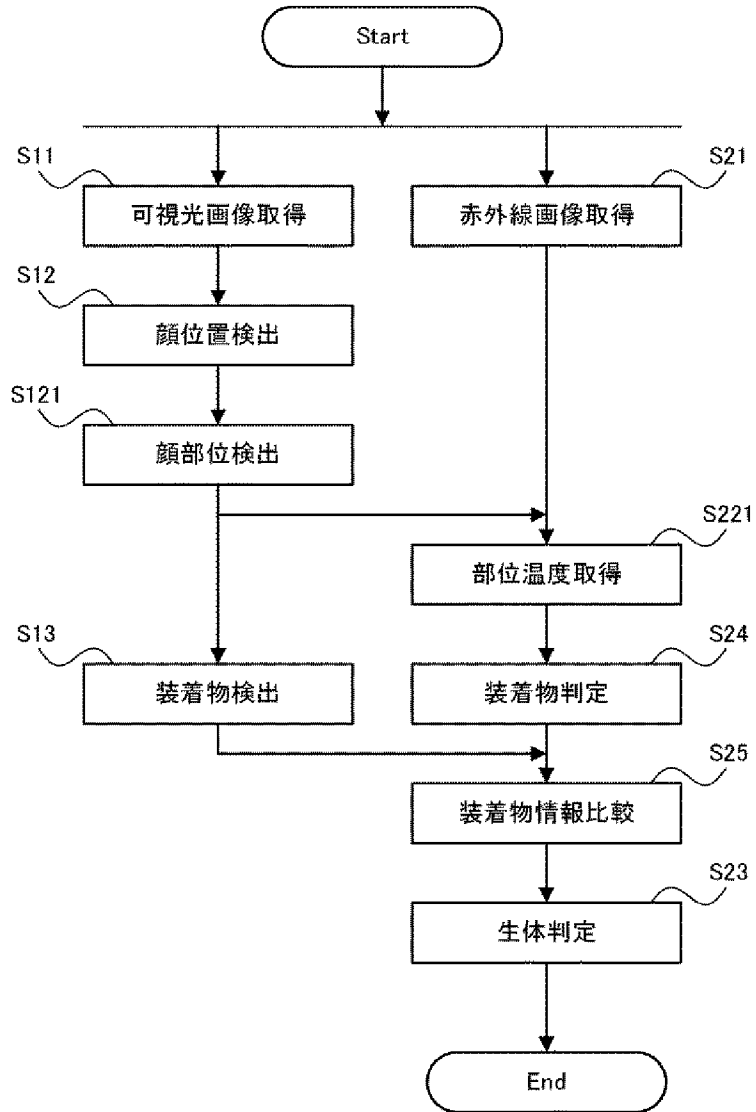 Start
S11
可視光画像取得
S21
赤外線画像取得
S12
顔位置検出
S121
顔部位検出
S221
部位温度取得
S13
装着物検出
S24
装着物判定
S25
装着物情報比較
S23
生体判定
End